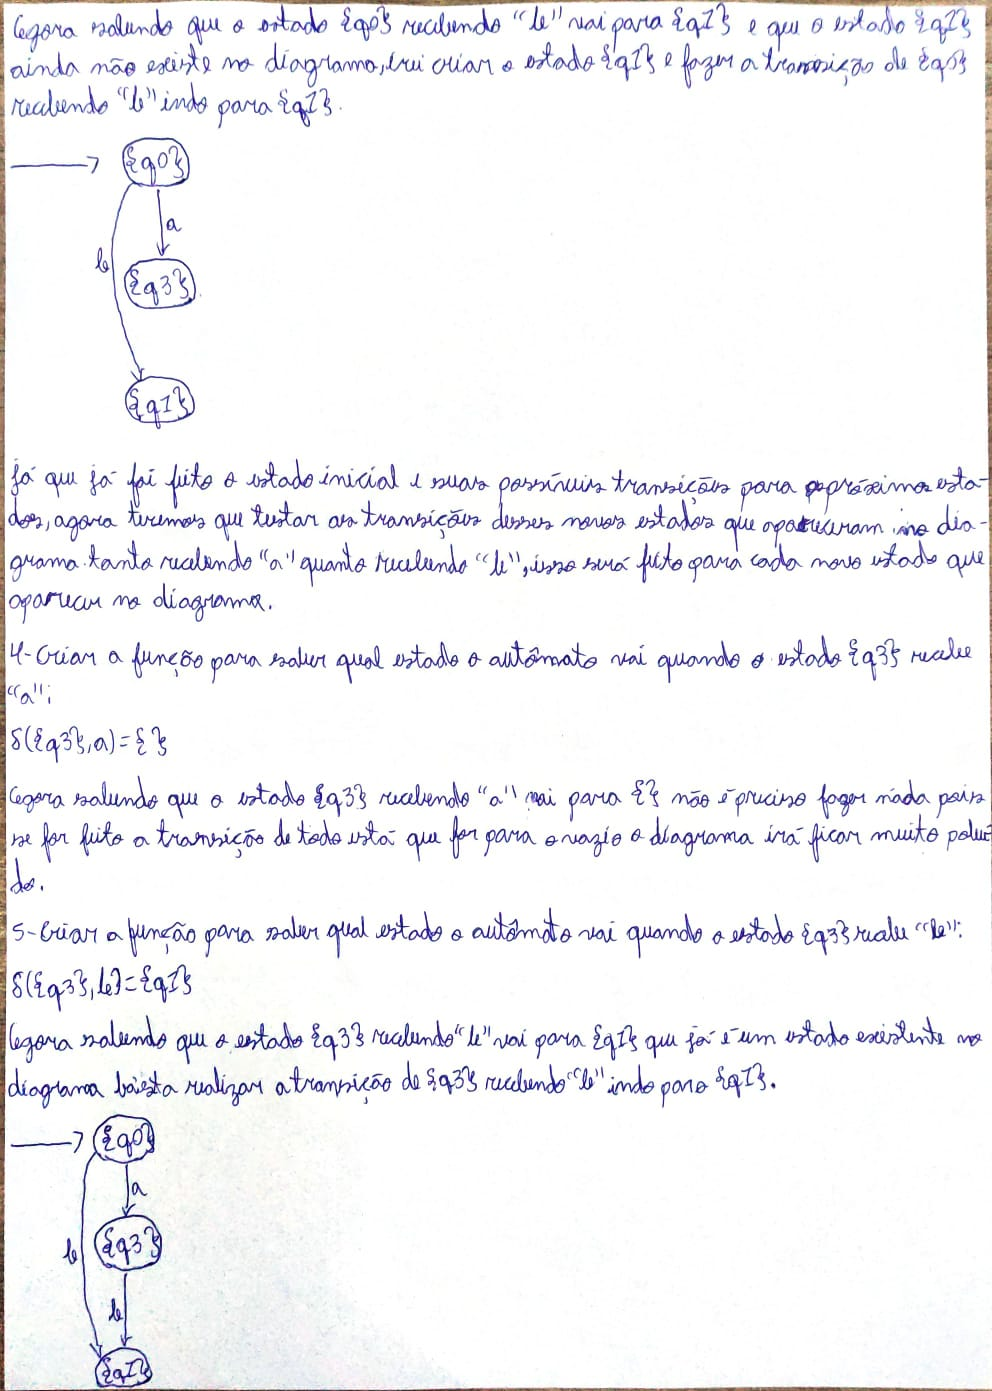 Agora sabendo que o estado {q0} recebendo "b" vai para {q1} e que o estado {q1}
ainda não existe no diagrama, irei criar o estado {q1} e fazer a transição de {q0}
recebendo "b" indo para {q1}.
{q0}
a
b
{q3}
{q1}
Já que já foi feito o estado inicial e suas possíveis transições para próximos esta-
dos, agora teremos que testar as transições desses novos estados que apareceram no dia-
grama tanto recebendo "a" quanto recebendo "b", isso será feito para cada novo estado que
aparecer no diagrama.
4- Criar a função para saber qual estado o autômato vai quando o estado {q3} recebe
"a":
δ({q3},a)={}
Agora sabendo que o estado {q3} recebendo "a" vai para {} não é preciso fazer nada pois
se for feito a transição de todo está que for para o vazio o diagrama irá ficar muito polui-
do.
5- Criar a função para saber qual estado o autômato vai quando o estado {q3} recebe "b":
δ({q3},b)={q1}
Agora sabendo que o estado {q3} recebendo "b" vai para {q1} que já é um estado existente no
diagrama basta realizar a transição de {q3} recebendo "b" indo para {q1}.
{q0}
a
b
{q3}
b
{q1}